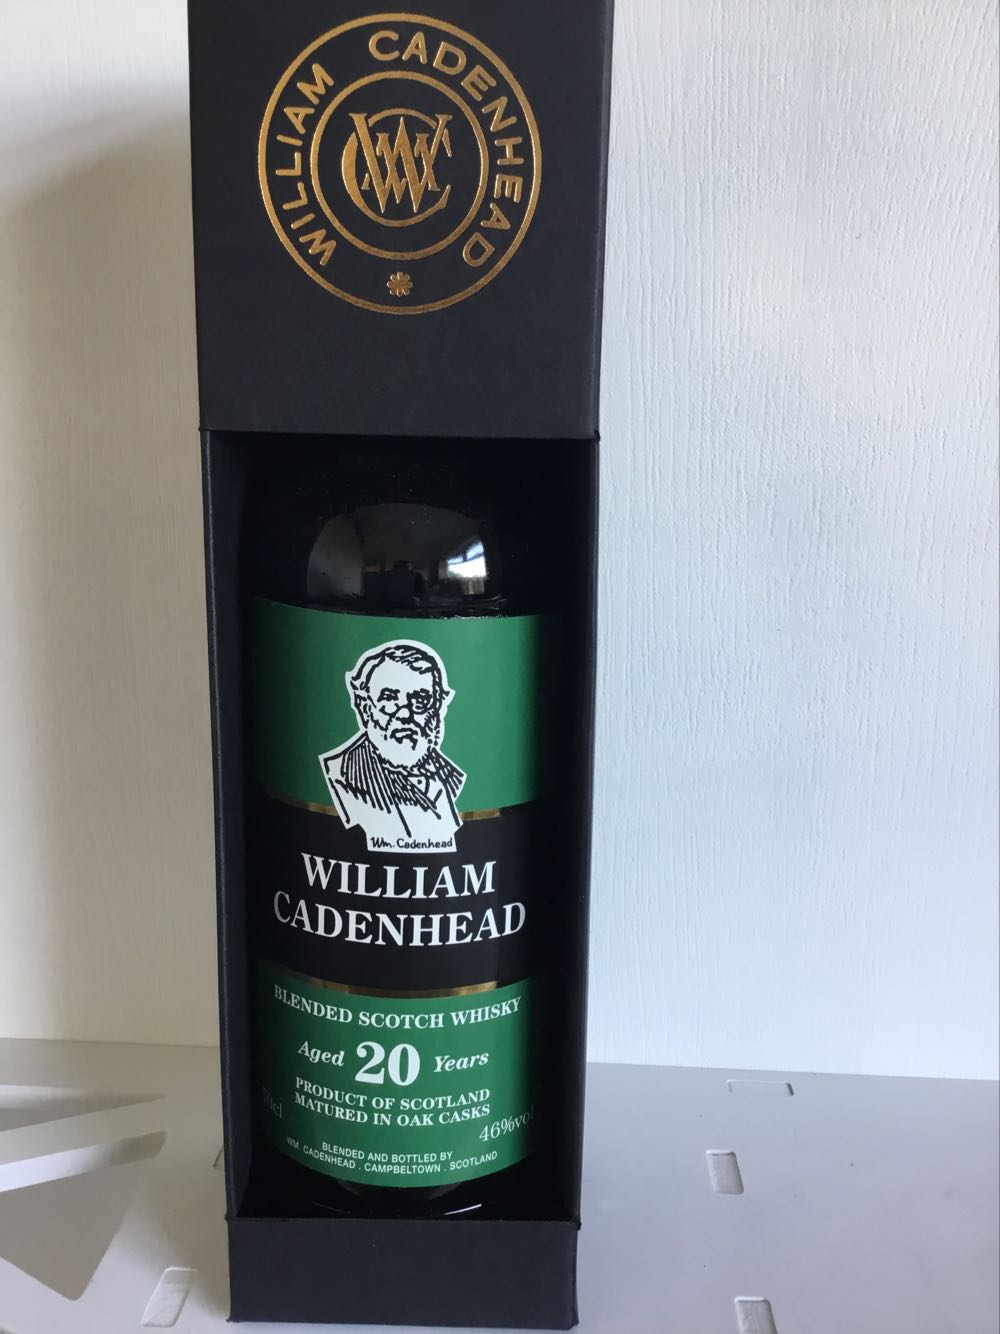 WILLIAM CADENHEAD
WC
Wm. Cadenhead
WILLIAM
CADENHEAD
BLENDED SCOTCH WHISKY
Aged 20 Years
PRODUCT OF SCOTLAND
MATURED IN OAK CASKS
70cl
46%vol
BLENDED AND BOTTLED BY
WM. CADENHEAD . CAMPBELTOWN . SCOTLAND